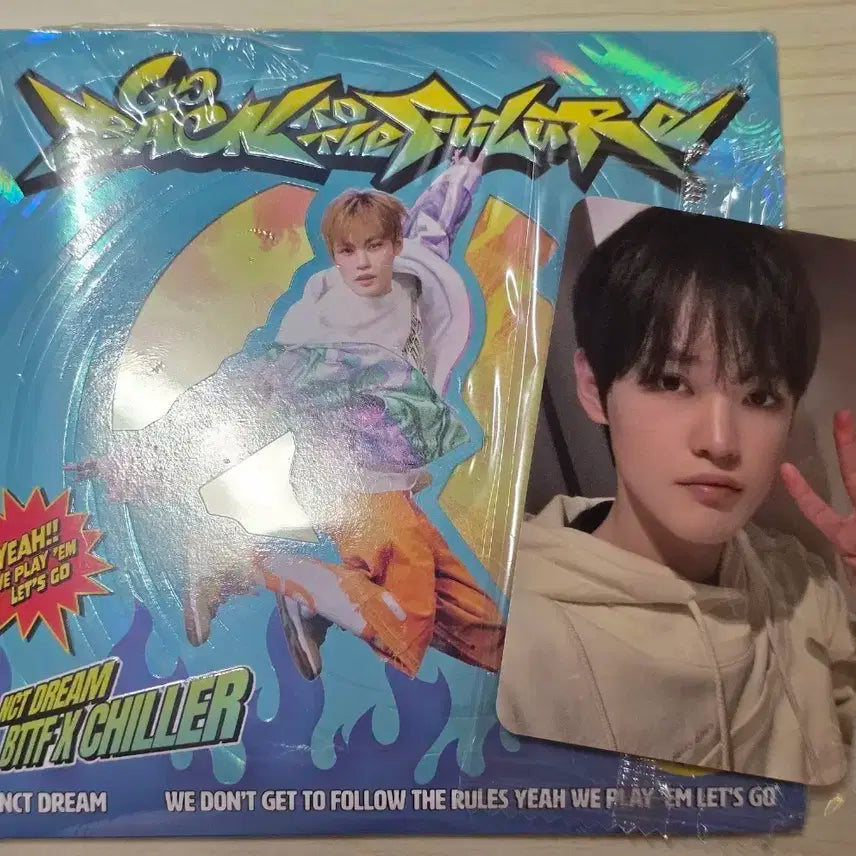 Go
BACK to the Future
YEAH!!
WE PLAY 'EM
LET'S GO
NCT DREAM
BTTF X CHILLER
NCT DREAM WE DON'T GET TO FOLLOW THE RULES YEAH WE PLAY 'EM LET'S GO